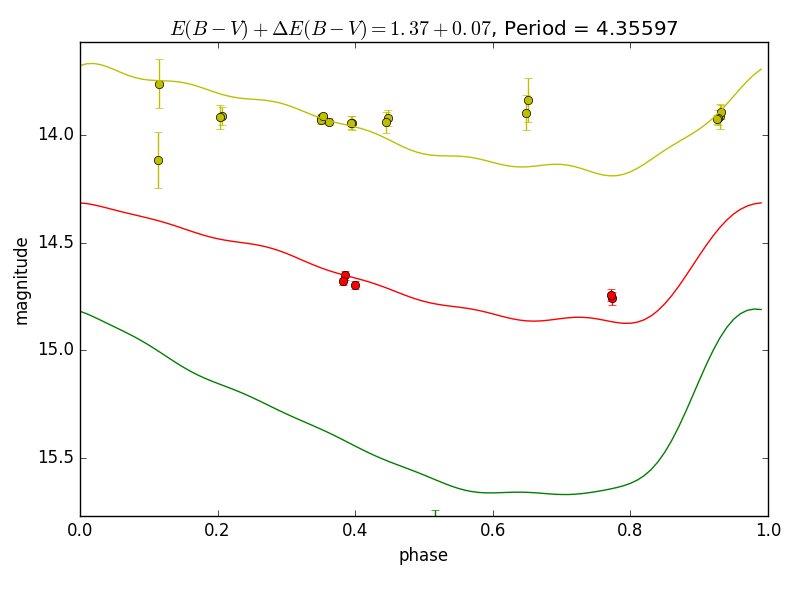 E(B − V) + ΔE(B − V) = 1.37 + 0.07, Period = 4.35597
14.0
14.5
15.0
15.5
magnitude
0.0 0.2 0.4 0.6 0.8 1.0
phase